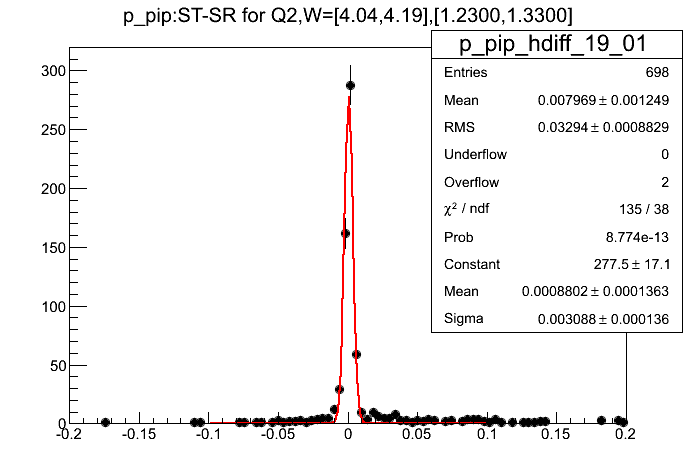 p_pip:ST-SR for Q2,W=[4.04,4.19],[1.2300,1.3300]
p_pip_hdiff_19_01
Entries 698
Mean 0.007969 ± 0.001249
RMS 0.03294 ± 0.0008829
Underflow 0
Overflow 2
χ² / ndf 135 / 38
Prob 8.774e-13
Constant 277.5 ± 17.1
Mean 0.0008802 ± 0.0001363
Sigma 0.003088 ± 0.000136
300
250
200
150
100
50
0
-0.2 -0.15 -0.1 -0.05 0 0.05 0.1 0.15 0.2